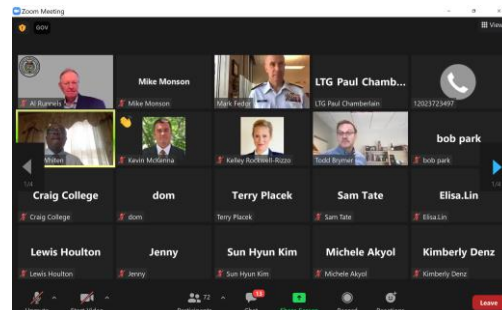 Zoom Meeting
GOV
View
Al Runnels
Mike Monson
Mike Monson
Mark Fedor
LTG Paul Chamb...
LTG Paul Chamberlain
12023723497
Kevin McKenna
Kelley Rockwell-Rizzo
Todd Brymer
bob park
bob park
1/4
1/4
Craig College
Craig College
dom
dom
Terry Placek
Terry Placek
Sam Tate
Sam Tate
Elisa.Lin
Elisa.Lin
Lewis Houlton
Lewis Houlton
Jenny
Jenny
Sun Hyun Kim
Sun Hyun Kim
Michele Akyol
Michele Akyol
Kimberly Denz
Kimberly Denz
72
13
Leave